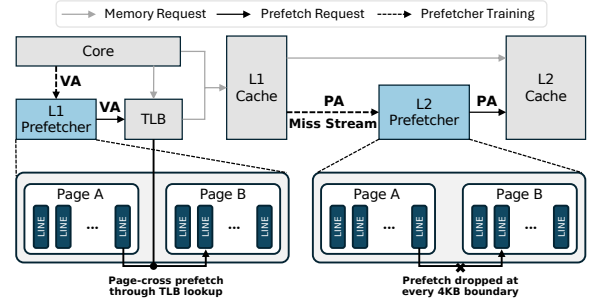 Memory Request
Prefetch Request
Prefetcher Training
Core
VA
L1
Prefetcher
VA
TLB
L1
Cache
PA
Miss Stream
L2
Prefetcher
PA
L2
Cache
Page A
LINE
LINE
...
LINE
Page B
LINE
LINE
...
LINE
Page A
LINE
LINE
...
LINE
Page B
LINE
LINE
...
LINE
Page-cross prefetch
through TLB lookup
Prefetch dropped at
every 4KB boundary